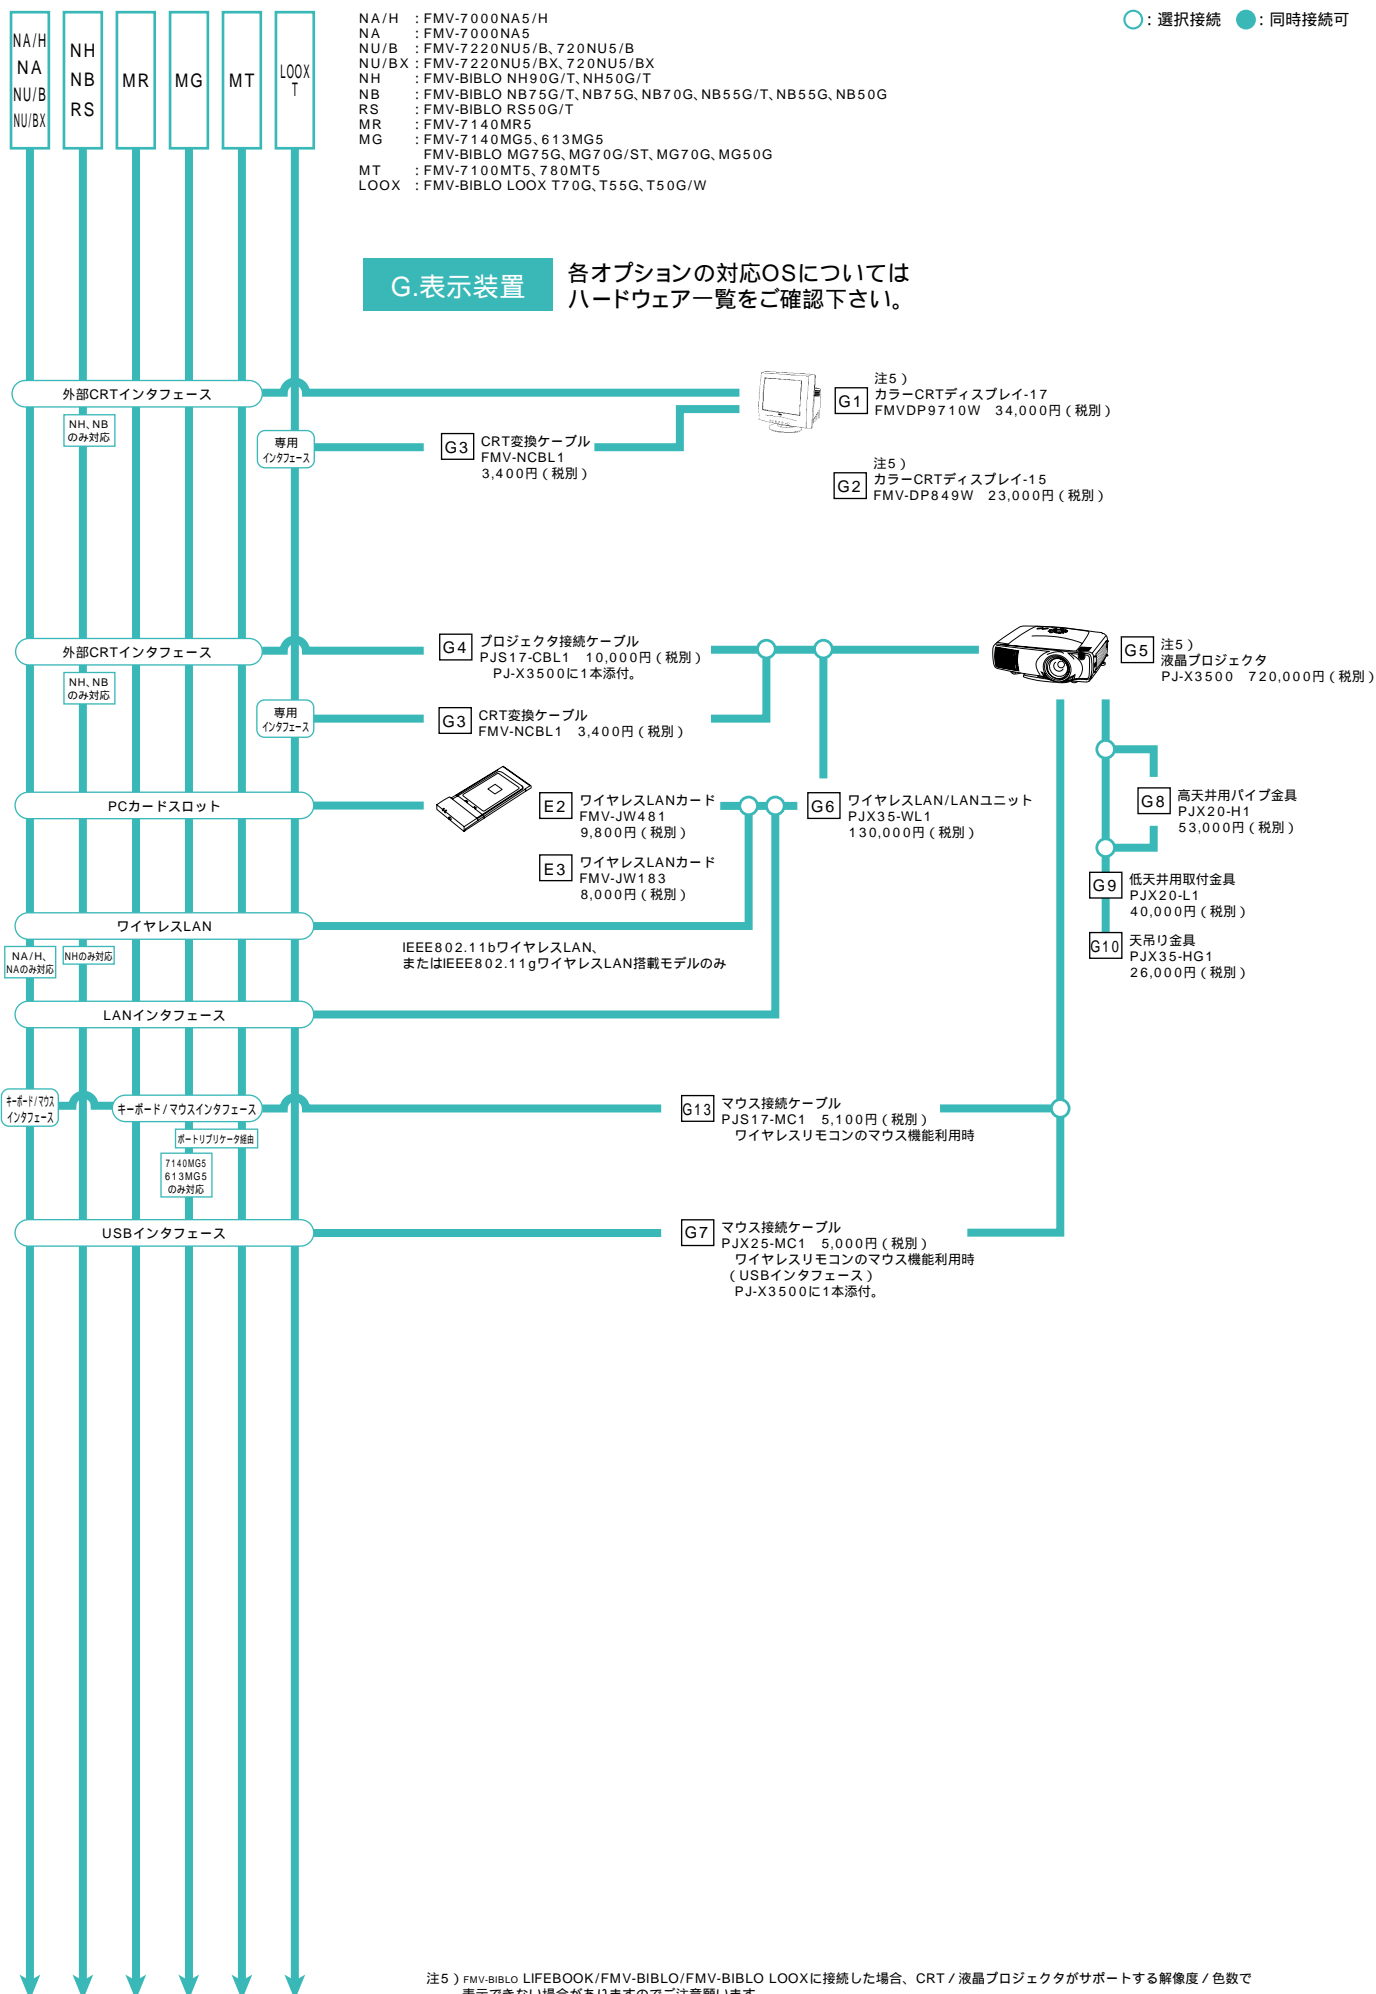 NA/H
NA
NU/B
NU/BX
NH
NB
RS
MR
MG
MT
LOOX
T
NA/H : FMV-7000NA5/H
NA : FMV-7000NA5
NU/B : FMV-7220NU5/B、720NU5/B
NU/BX : FMV-7220NU5/BX、720NU5/BX
NH : FMV-BIBLO NH90G/T、NH50G/T
NB : FMV-BIBLO NB75G/T、NB75G、NB70G、NB55G/T、NB55G、NB50G
RS : FMV-BIBLO RS50G/T
MR : FMV-7140MR5
MG : FMV-7140MG5、613MG5
FMV-BIBLO MG75G、MG70G/ST、MG70G、MG50G
MT : FMV-7100MT5、780MT5
LOOX : FMV-BIBLO LOOX T70G、T55G、T50G/W
○: 選択接続 ●: 同時接続可
G.表示装置
各オプションの対応OSについては
ハードウェア一覧をご確認下さい。
外部CRTインタフェース
NH、NB
のみ対応
専用
インタフェース
G3 CRT変換ケーブル
FMV-NCBL1
3,400円(税別)
注5)
G1 カラーCRTディスプレイ-17
FMVDP9710W 34,000円(税別)
注5)
G2 カラーCRTディスプレイ-15
FMV-DP849W 23,000円(税別)
外部CRTインタフェース
NH、NB
のみ対応
専用
インタフェース
G4 プロジェクタ接続ケーブル
PJS17-CBL1 10,000円(税別)
PJ-X3500に1本添付。
G3 CRT変換ケーブル
FMV-NCBL1 3,400円(税別)
G5 注5)
液晶プロジェクタ
PJ-X3500 720,000円(税別)
PCカードスロット
E2 ワイヤレスLANカード
FMV-JW481
9,800円(税別)
E3 ワイヤレスLANカード
FMV-JW183
8,000円(税別)
G6 ワイヤレスLAN/LANユニット
PJX35-WL1
130,000円(税別)
G8 高天井用パイプ金具
PJX20-H1
53,000円(税別)
G9 低天井用取付金具
PJX20-L1
40,000円(税別)
G10 天吊り金具
PJX35-HG1
26,000円(税別)
ワイヤレスLAN
NA/H、
NAのみ対応
NHのみ対応
IEEE802.11bワイヤレスLAN、
またはIEEE802.11gワイヤレスLAN搭載モデルのみ
LANインタフェース
キーボード/マウス
インタフェース
キーボード/マウスインタフェース
ポートリプリケータ経由
7140MG5
613MG5
のみ対応
G13 マウス接続ケーブル
PJS17-MC1 5,100円(税別)
ワイヤレスリモコンのマウス機能利用時
USBインタフェース
G7 マウス接続ケーブル
PJX25-MC1 5,000円(税別)
ワイヤレスリモコンのマウス機能利用時
(USBインタフェース)
PJ-X3500に1本添付。
注5)FMV-BIBLO LIFEBOOK/FMV-BIBLO/FMV-BIBLO LOOXに接続した場合、CRT/液晶プロジェクタがサポートする解像度/色数で
表示できない場合がありますのでご注意願います。